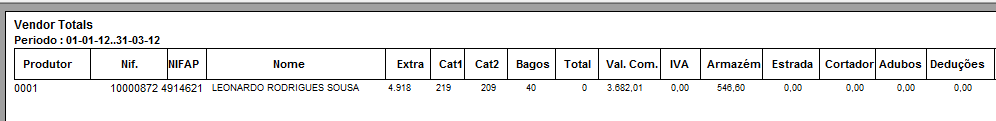 Vendor Totals
Periodo : 01-01-12..31-03-12
Produtor Nif. NIFAP Nome Extra Cat1 Cat2 Bagos Total Val. Com. IVA Armazém Estrada Cortador Adubos Deduções
0001 10000872 4914621 LEONARDO RODRIGUES SOUSA 4.918 219 209 40 0 3.682,01 0,00 546,60 0,00 0,00 0,00 0,00